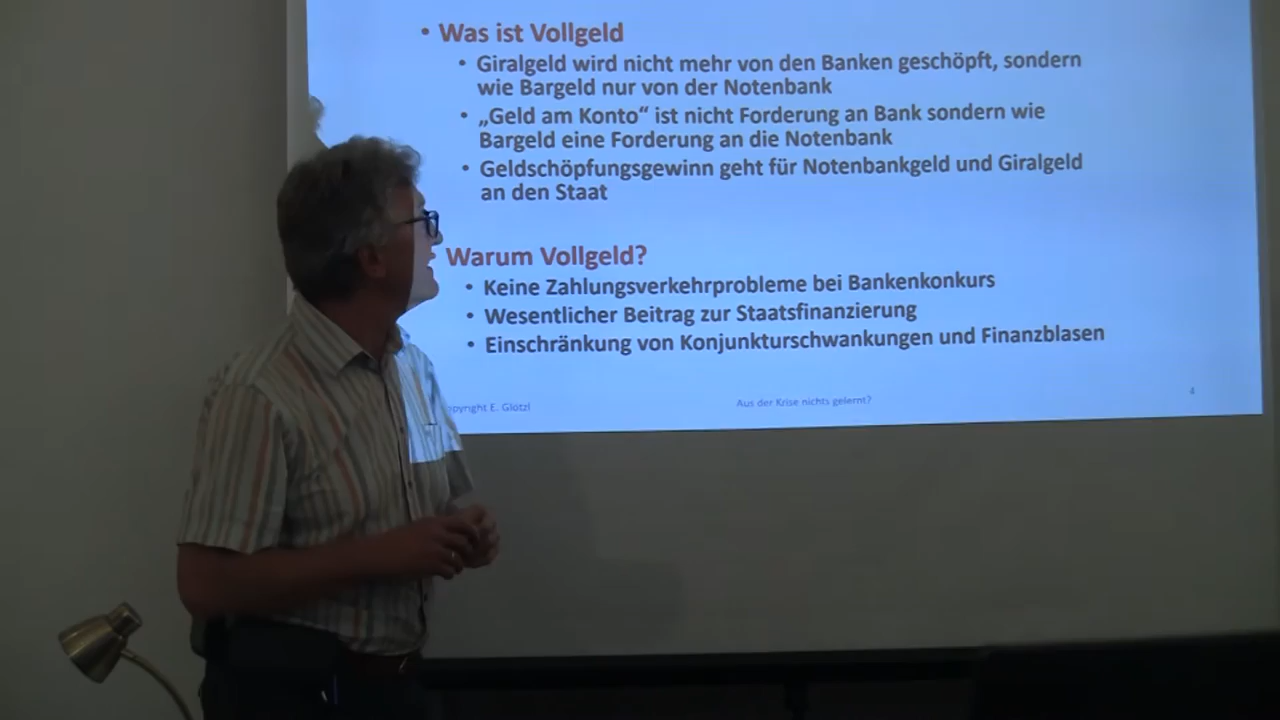 • Was ist Vollgeld
• Giralgeld wird nicht mehr von den Banken geschöpft, sondern
wie Bargeld nur von der Notenbank
• „Geld am Konto“ ist nicht Forderung an Bank sondern wie
Bargeld eine Forderung an die Notenbank
• Geldschöpfungsgewinn geht für Notenbankgeld und Giralgeld
an den Staat
Warum Vollgeld?
• Keine Zahlungsverkehrprobleme bei Bankenkonkurs
• Wesentlicher Beitrag zur Staatsfinanzierung
• Einschränkung von Konjunkturschwankungen und Finanzblasen
opyright E. Glötzl
Aus der Krise nichts gelernt?
4